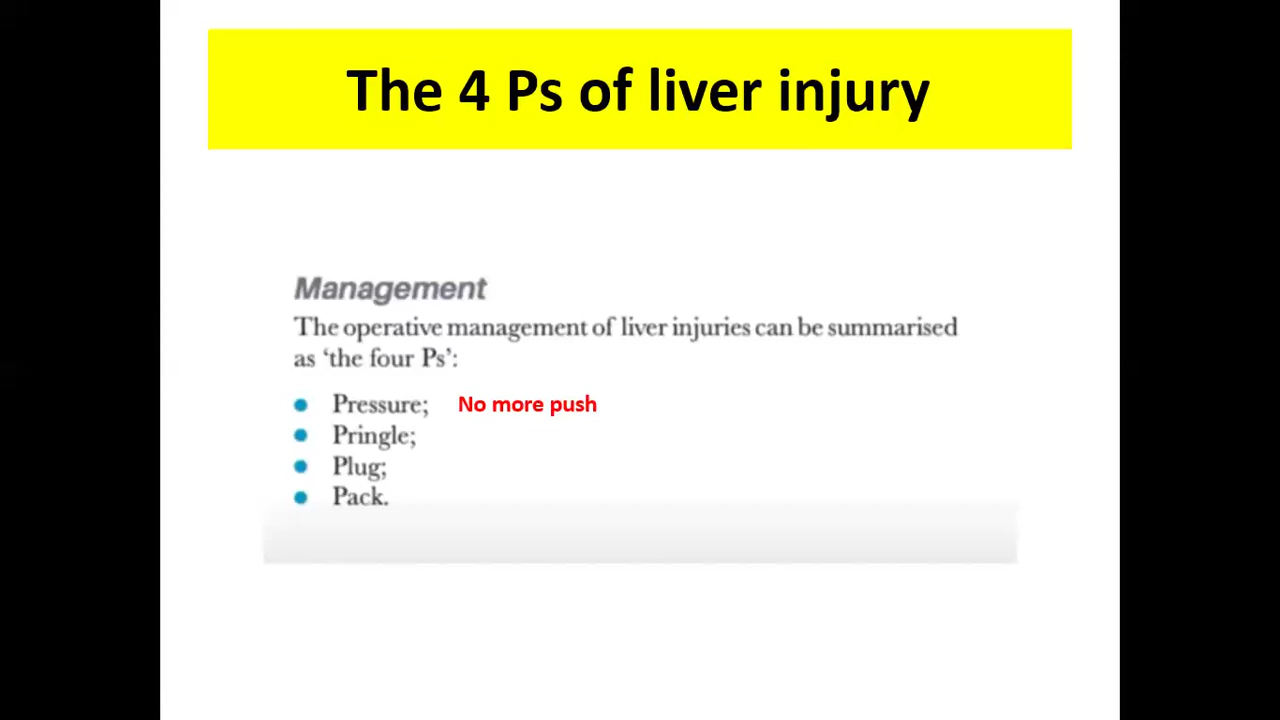 The 4 Ps of liver injury
Management
The operative management of liver injuries can be summarised
as ‘the four Ps’:
● Pressure; No more push
● Pringle;
● Plug;
● Pack.